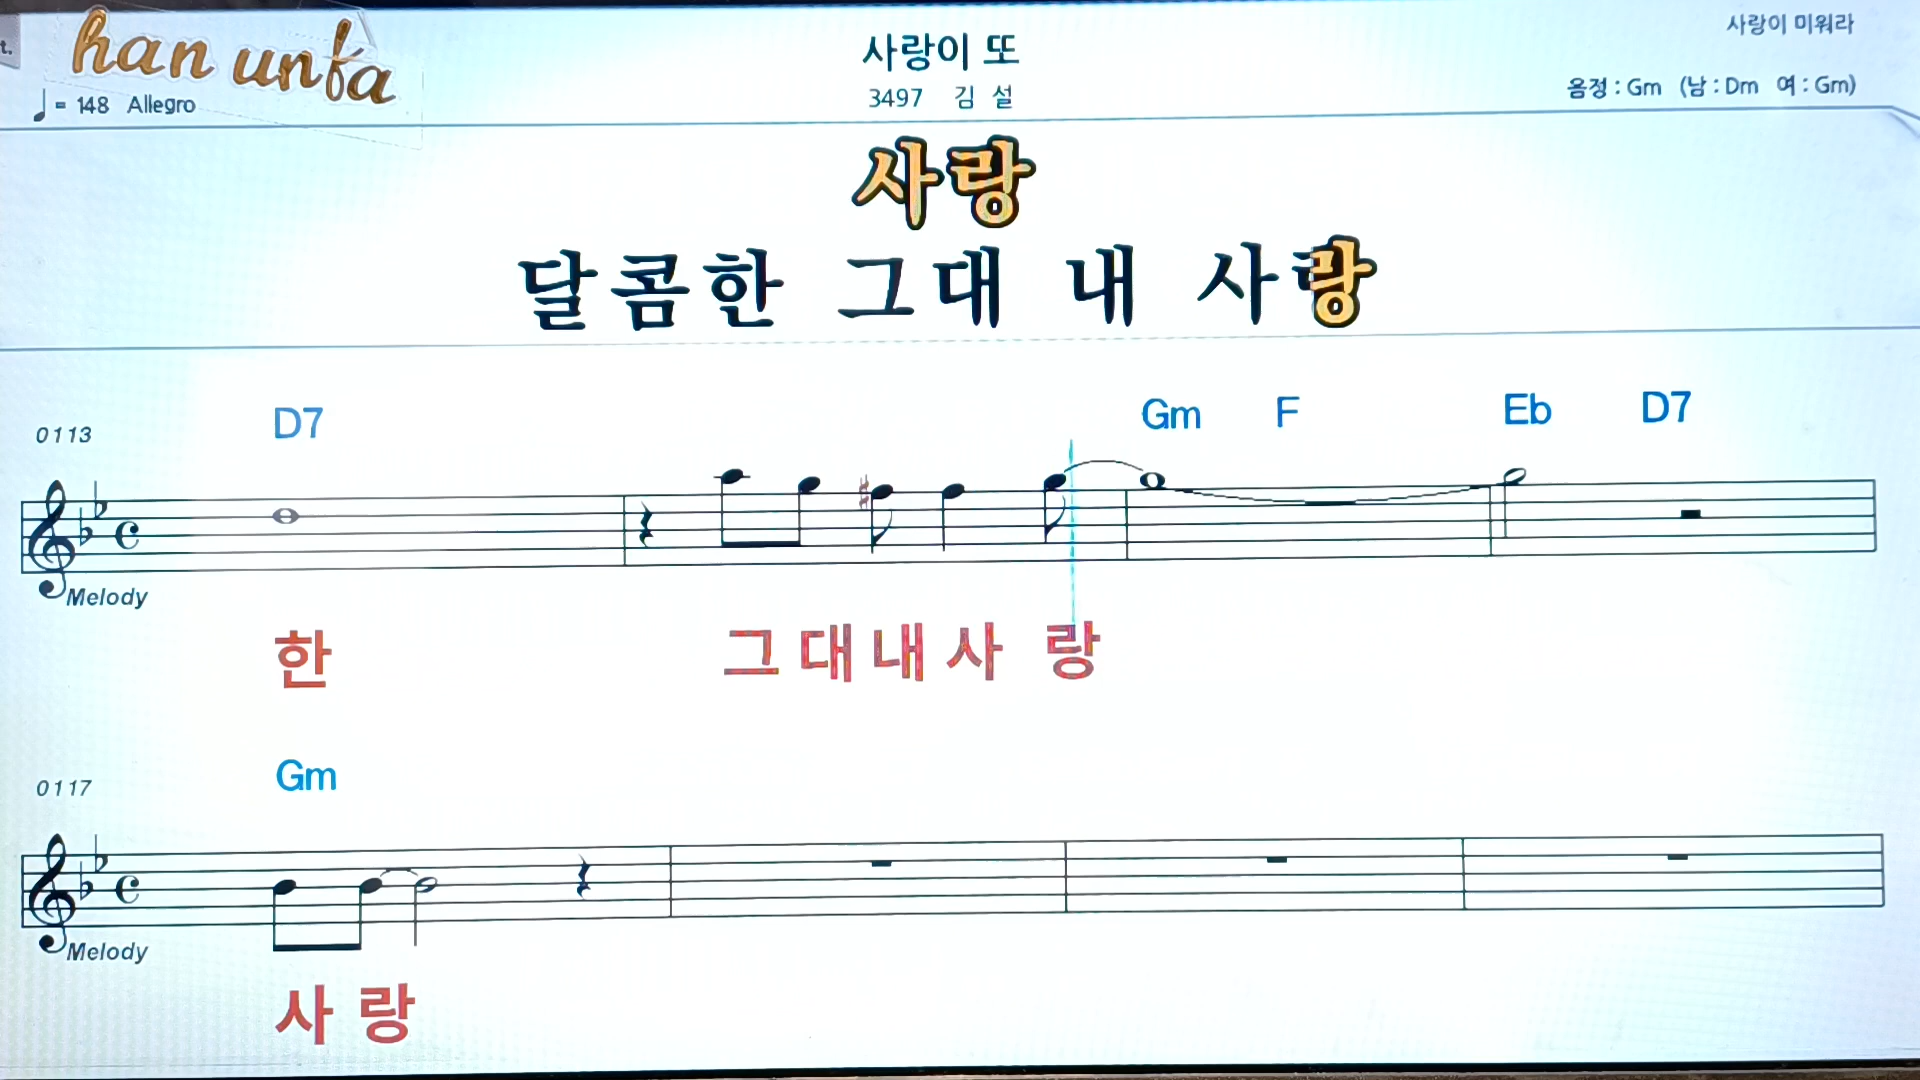 t.
han unfa
사랑이 미워라
사랑이 또
♩= 148 Allegro
3497 김 설
음정 : Gm (남 : Dm 여 : Gm)
사랑
달콤한 그대 내 사랑
0113 D7 Gm F Eb D7
Melody
한 그 대 내 사 랑
0117 Gm
Melody
사 랑